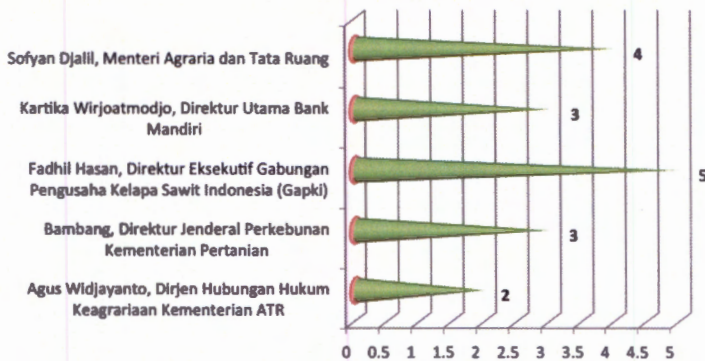 Sofyan Djalil, Menteri Agraria dan Tata Ruang
4
Kartika Wirjoatmodjo, Direktur Utama Bank
Mandiri
3
Fadhil Hasan, Direktur Eksekutif Gabungan
Pengusaha Kelapa Sawit Indonesia (Gapki)
5
Bambang, Direktur Jenderal Perkebunan
Kementerian Pertanian
3
Agus Widjayanto, Dirjen Hubungan Hukum
Keagrariaan Kementerian ATR
2
0 0.5 1 1.5 2 2.5 3 3.5 4 4.5 5